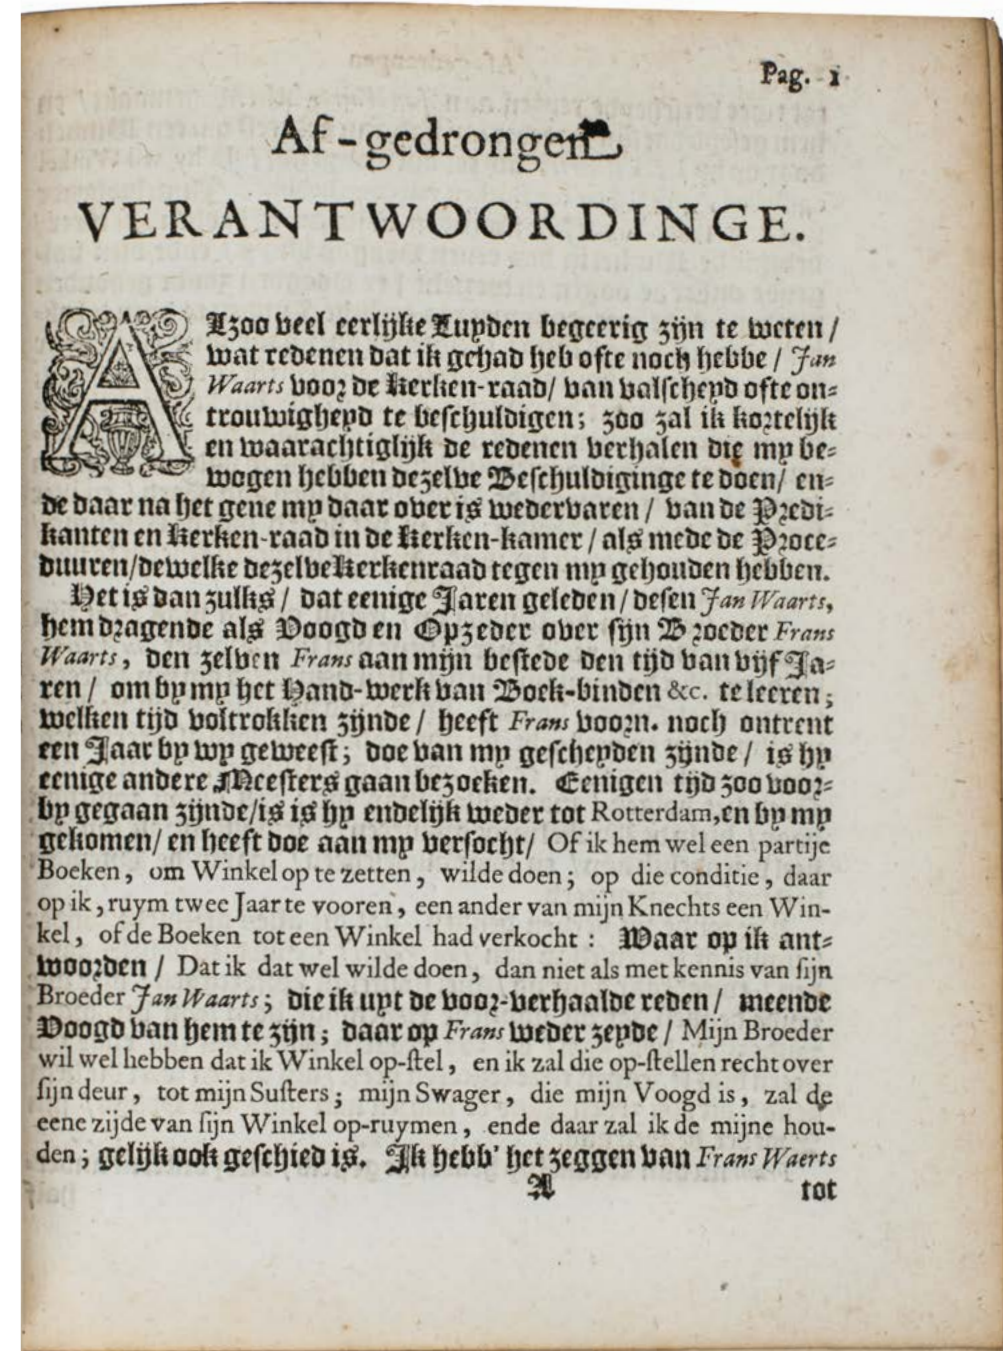 Pag. 1
Af-gedrongen
VERANTWOORDINGE.
ALzoo veel eerlijke Luyden begeerig zijn te weten /
wat redenen dat ik gehad heb ofte noch hebbe / Jan
Waarts voor de Kerken-raad / van valscheyd ofte on-
trouwigheyd te beschuldigen; zoo zal ik kortelijk
en waarachtiglijk de redenen verhalen die my be-
wogen hebben dezelve Beschuldiginge te doen / en-
de daar na het gene my daar over is wedervaren / van de Predi-
kanten en Kerken-raad in de Kerken-kamer / als mede de Proce-
duuren / dewelke dezelve Kerkenraad tegen my gehouden hebben.
Het is dan zulks / dat eenige Jaren geleden / desen Jan Waarts,
hem dragende als Voogd en Opzeder over sijn Broeder Frans
Waarts, den zelven Frans aan mijn bestede den tijd van vijf Ja-
ren / om by my het Hand-werk van Boek-binden &c. te leeren;
welken tijd voltrokken zijnde / heeft Frans voorn. noch ontrent
een Jaar by wy geweest; doe van my gescheyden zijnde / is hy
eenige andere Meesters gaan bezoeken. Eenigen tijd zoo voor-
by gegaan zijnde / is is hy endelijk weder tot Rotterdam, en by my
gekomen / en heeft doe aan my versocht / Of ik hem wel een partije
Boeken, om Winkel op te zetten, wilde doen; op die conditie, daar
op ik, ruym twee Jaar te vooren, een ander van mijn Knechts een Win-
kel, of de Boeken tot een Winkel had verkocht: Waar op ik ant-
woorden / Dat ik dat wel wilde doen, dan niet als met kennis van sijn
Broeder Jan Waarts; die ik uyt de voor-verhaalde reden / meende
Voogd van hem te zijn; daar op Frans weder zeyde / Mijn Broeder
wil wel hebben dat ik Winkel op-stel, en ik zal die op-stellen recht over
sijn deur, tot mijn Susters; mijn Swager, die mijn Voogd is, zal de
eene zijde van sijn Winkel op-ruymen, ende daar zal ik de mijne hou-
den; gelijk ook geschied is. Ik hebb' het zeggen van Frans Waerts
A tot